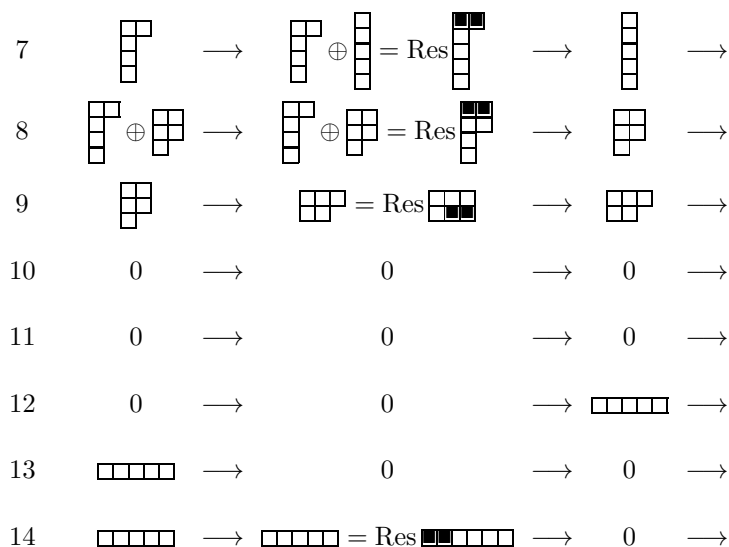 7 ⟶ ⊕ = Res ⟶ ⟶
8 ⊕ ⟶ ⊕ = Res ⟶ ⟶
9 ⟶ = Res ⟶ ⟶
10 0 ⟶ 0 ⟶ 0 ⟶
11 0 ⟶ 0 ⟶ 0 ⟶
12 0 ⟶ 0 ⟶ ⟶
13 ⟶ 0 ⟶ 0 ⟶
14 ⟶ = Res ⟶ 0 ⟶